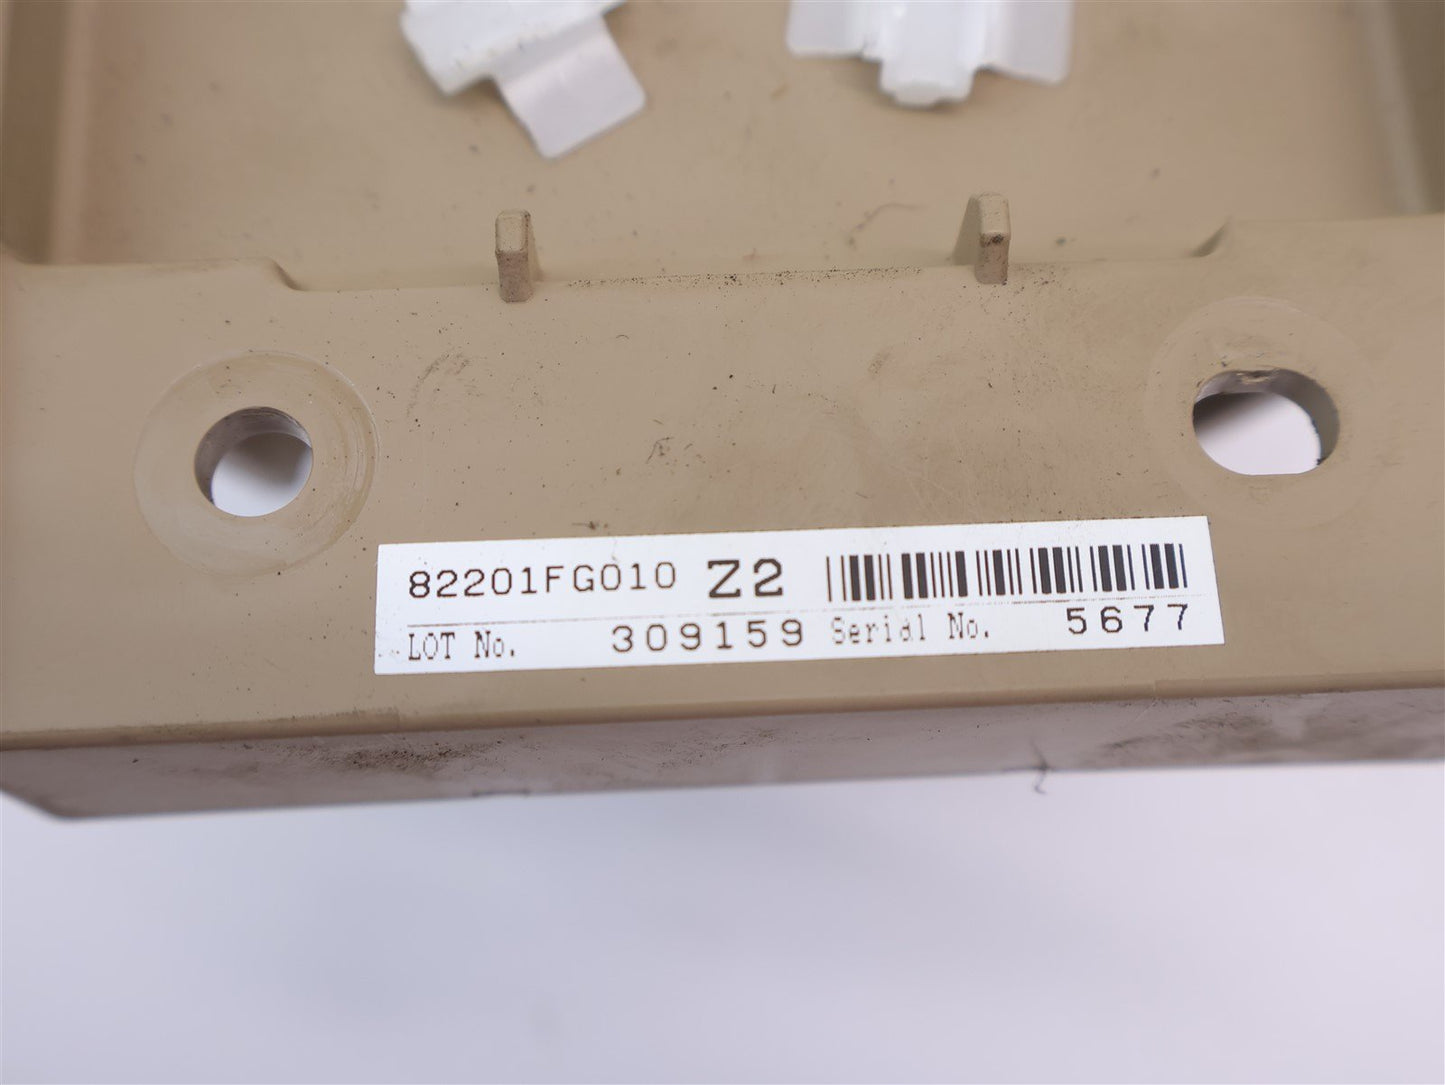 82201FG010 Z2
LOT No. 309159 Serial No. 5677